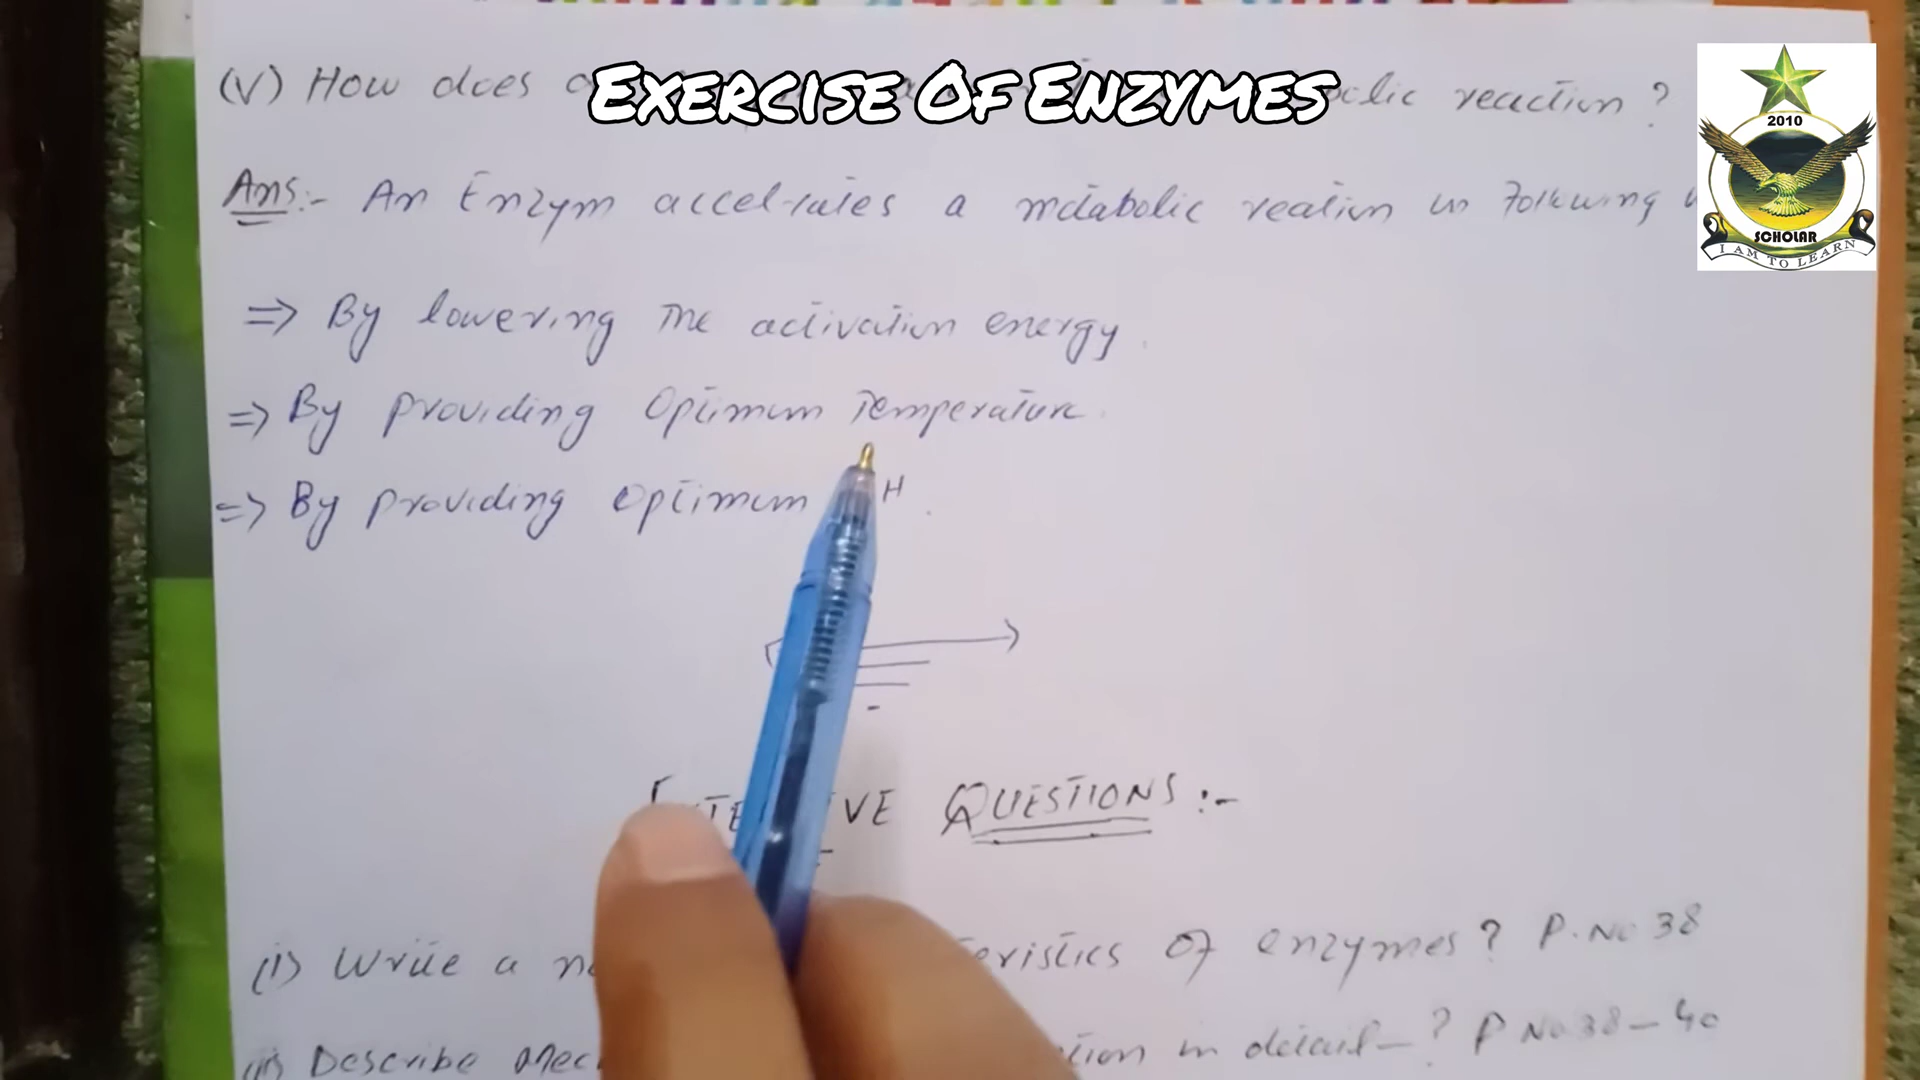 Exercise Of Enzymes
(V) How does reaction ?
Ans:- An Enzym accelrates a metabolic reation in Following
⇒ By lowering the activation energy.
⇒ By providing Optimum Temperature.
⇒ By providing Optimum H.
QUESTIONS :-
(i) Write a of enzymes? P.No 38
(ii) Describe in detail-? P No 38-40
2010
SCHOLAR
I AM TO LEARN